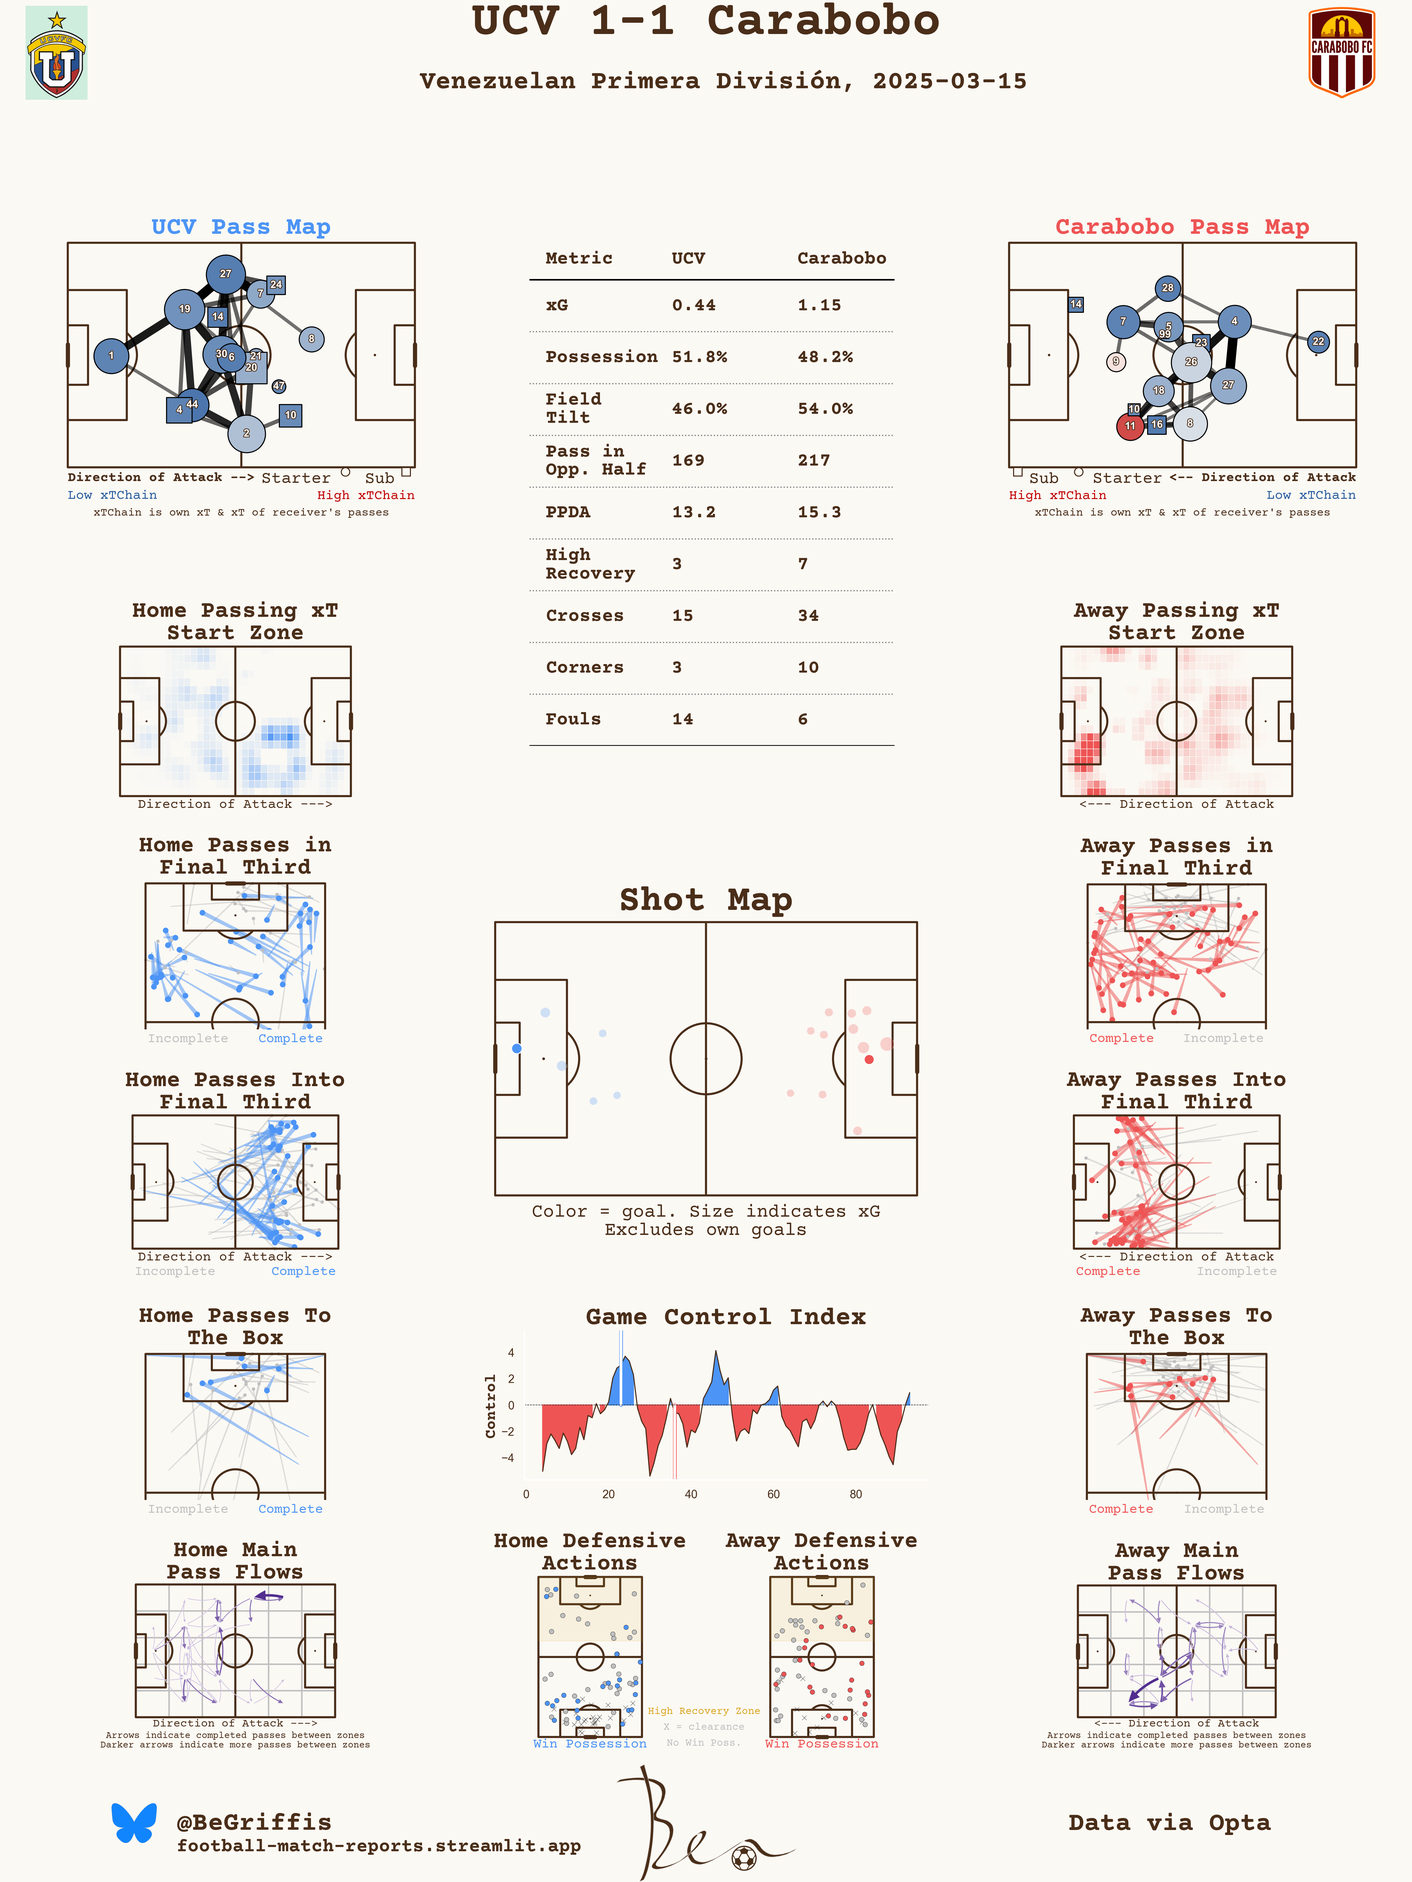 UCV 1-1 Carabobo
Venezuelan Primera División, 2025-03-15
CARABOBO FC
UCV Pass Map
27
24
7
19
14
8
1
30
6
21
20
47
4
44
10
2
Direction of Attack --> Starter Sub
Low xTChain High xTChain
xTChain is own xT & xT of receiver's passes
Metric UCV Carabobo
xG 0.44 1.15
Possession 51.8% 48.2%
Field
Tilt 46.0% 54.0%
Pass in
Opp. Half 169 217
PPDA 13.2 15.3
High
Recovery 3 7
Crosses 15 34
Corners 3 10
Fouls 14 6
Carabobo Pass Map
28
14
7
5
99
4
23
22
9
26
18
27
10
11
16
8
Sub Starter <-- Direction of Attack
High xTChain Low xTChain
xTChain is own xT & xT of receiver's passes
Home Passing xT
Start Zone
Direction of Attack --->
Away Passing xT
Start Zone
<--- Direction of Attack
Home Passes in
Final Third
Incomplete Complete
Shot Map
Color = goal. Size indicates xG
Excludes own goals
Away Passes in
Final Third
Complete Incomplete
Home Passes Into
Final Third
Direction of Attack --->
Incomplete Complete
Away Passes Into
Final Third
<--- Direction of Attack
Complete Incomplete
Home Passes To
The Box
Incomplete Complete
Game Control Index
Control
4
2
0
−2
−4
0 20 40 60 80
Away Passes To
The Box
Complete Incomplete
Home Main
Pass Flows
Direction of Attack --->
Arrows indicate completed passes between zones
Darker arrows indicate more passes between zones
Home Defensive
Actions
Win Possession
Away Defensive
Actions
Win Possession
High Recovery Zone
X = clearance
No Win Poss.
Away Main
Pass Flows
<--- Direction of Attack
Arrows indicate completed passes between zones
Darker arrows indicate more passes between zones
@BeGriffis
football-match-reports.streamlit.app
Ben
Data via Opta